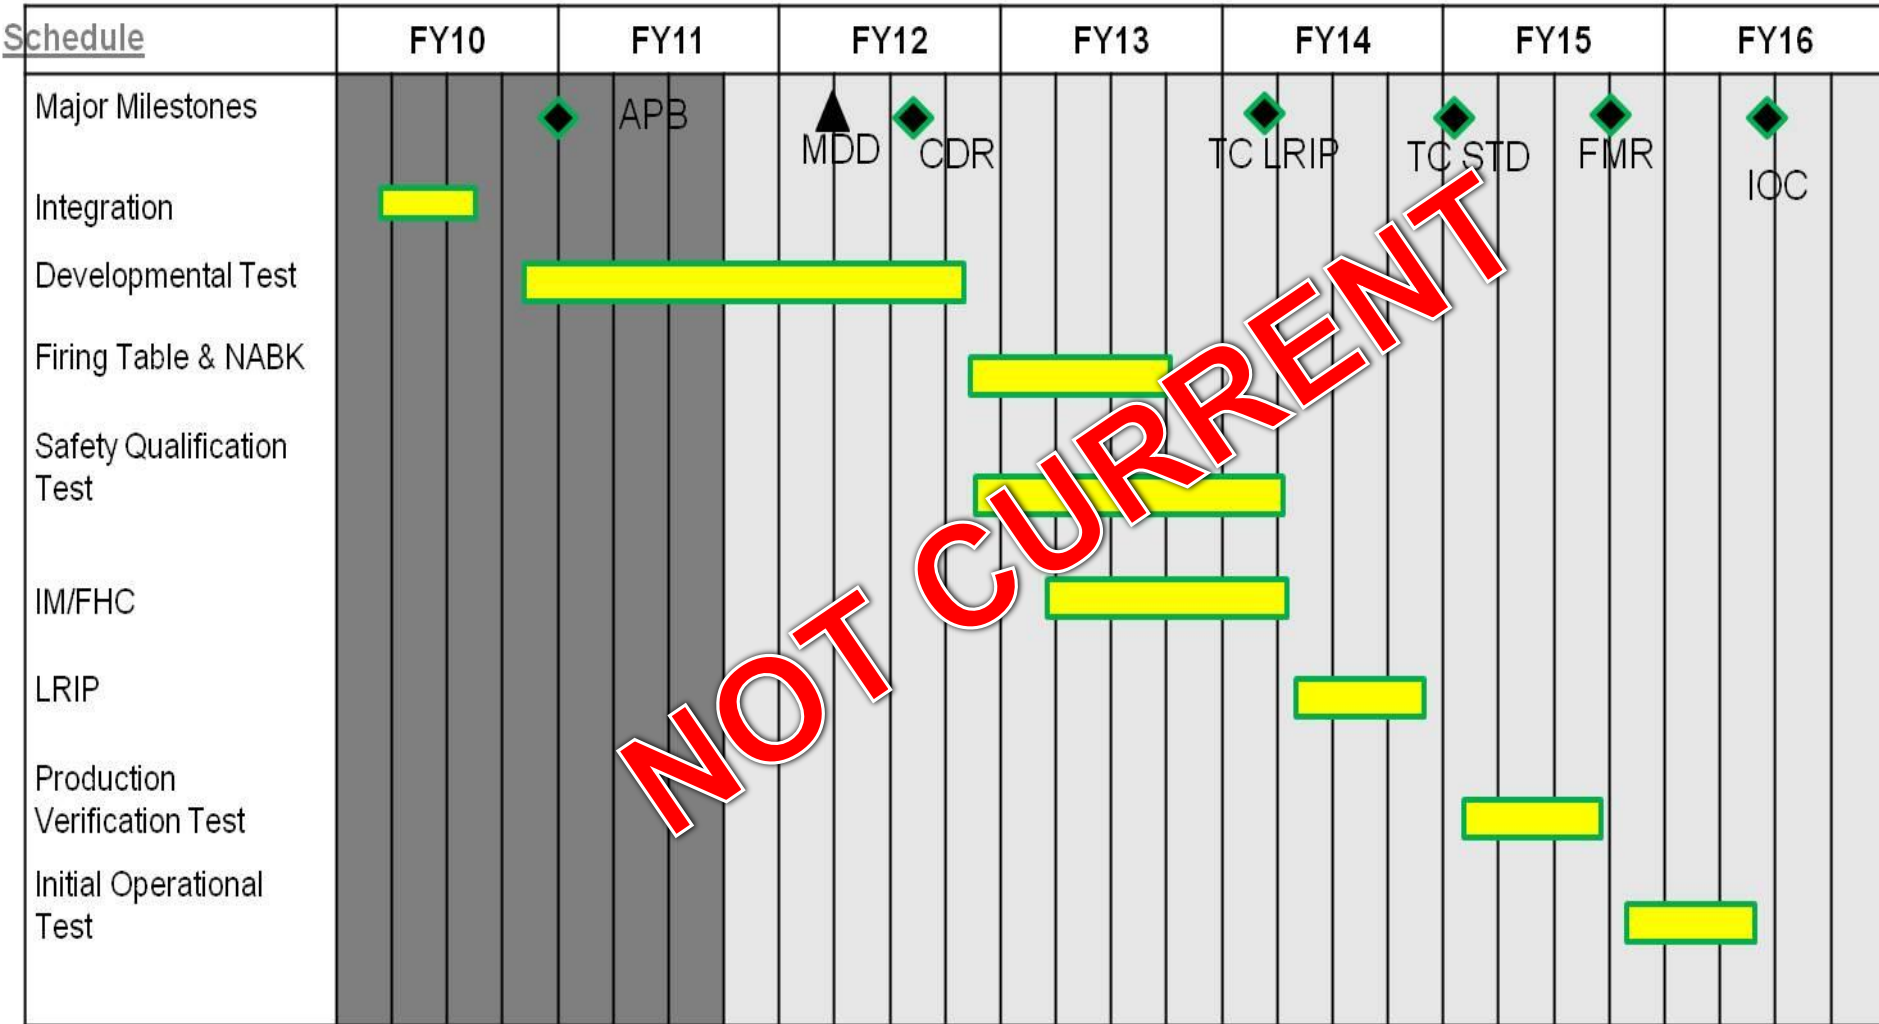 Schedule
FY10
FY11
FY12
FY13
FY14
FY15
FY16
Major Milestones
APB
MDD
CDR
TC LRIP
TC STD
FMR
IOC
Integration
Developmental Test
Firing Table & NABK
Safety Qualification
Test
IM/FHC
LRIP
Production
Verification Test
Initial Operational
Test
NOT CURRENT